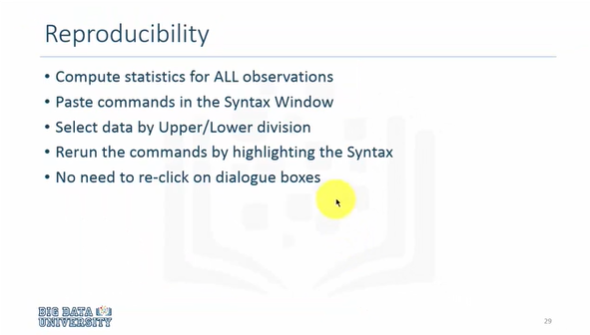 Reproducibility
• Compute statistics for ALL observations
• Paste commands in the Syntax Window
• Select data by Upper/Lower division
• Rerun the commands by highlighting the Syntax
• No need to re-click on dialogue boxes
BIG DATA
UNIVERSITY
29